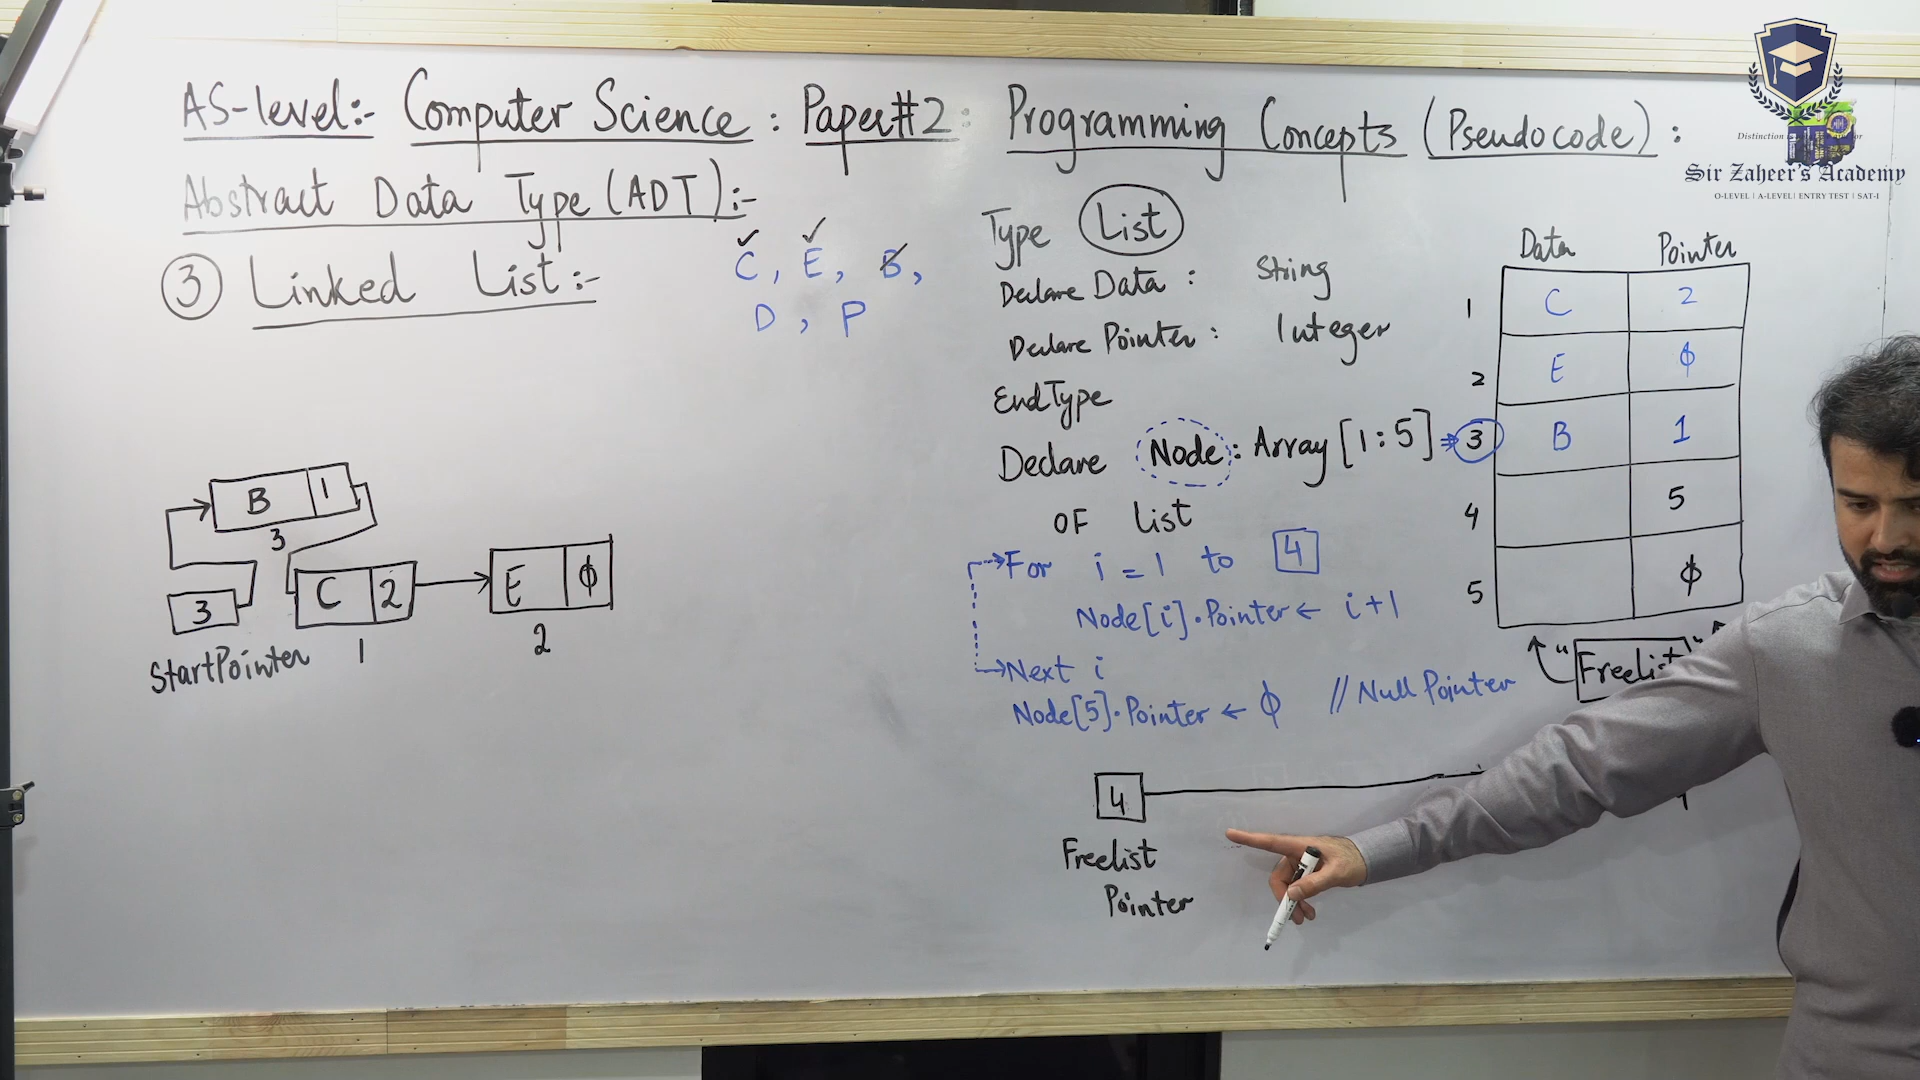 AS-level:- Computer Science : Paper#2 : Programming Concepts (Pseudocode) :
Abstract Data Type (ADT):-
③ Linked List:-
C, E, B,
D, P
B 1
3
3
StartPointer
C 2
1
E φ
2
Type List
Declare Data : String
Declare Pointer : Integer
EndType
Declare Node : Array [1:5]
OF List
For i = 1 to 4
Node[i].Pointer ← i+1
Next i
Node[5].Pointer ← φ // Null Pointer
Data Pointer
1 C 2
2 E φ
3 B 1
4 5
5 φ
"Freelist"
4
Freelist
Pointer
Sir Zaheer's Academy
O-LEVEL | A-LEVEL | ENTRY TEST | SAT-I